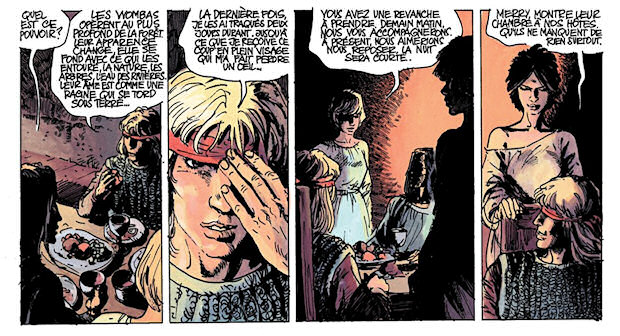 QUEL
EST CE
POUVOIR?
LES WOMBAS
OPÈRENT AU PLUS
PROFOND DE LA FORÊT
LEUR APPARENCE
CHANGE, ELLE SE
FOND AVEC CE QUI LES
ENTOURE, LA NATURE, LES
ARBRES, L'EAU DES RIVIÈRES.
LEUR ÂME EST COMME UNE
RACINE QUI SE TORD
SOUS TERRE...
LA DERNIÈRE FOIS,
JE LES AI TRAQUÉS DEUX
JOURS DURANT. JUSQU'À
CE QUE JE REÇOIVE CE
COUP EN PLEIN VISAGE
QUI M'A FAIT PERDRE
UN OEIL...
VOUS AVEZ UNE REVANCHE
À PRENDRE. DEMAIN MATIN,
NOUS VOUS ACCOMPAGNERONS.
À PRÉSENT, NOUS AIMERIONS
NOUS REPOSER. LA NUIT
SERA COURTE.
MERRY, MONTRE LEUR
CHAMBRE À NOS HÔTES.
QU'ILS NE MANQUENT DE
RIEN SURTOUT.